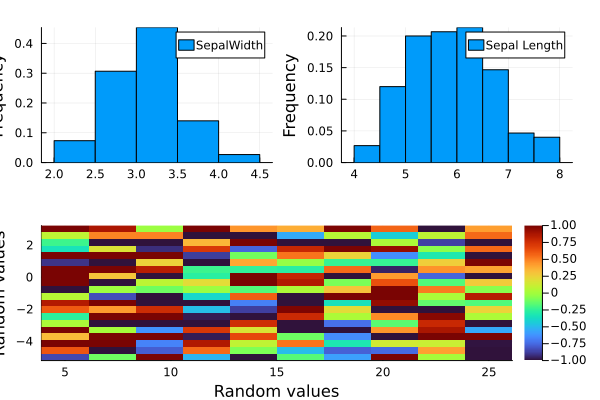 SepalWidth
Frequency
0.4
0.3
0.2
0.1
0.0
2.0 2.5 3.0 3.5 4.0 4.5
Sepal Length
Frequency
0.20
0.15
0.10
0.05
0.00
4 5 6 7 8
Random values
2
0
−2
−4
5 10 15 20 25
Random values
1.00
0.75
0.50
0.25
0
−0.25
−0.50
−0.75
−1.00